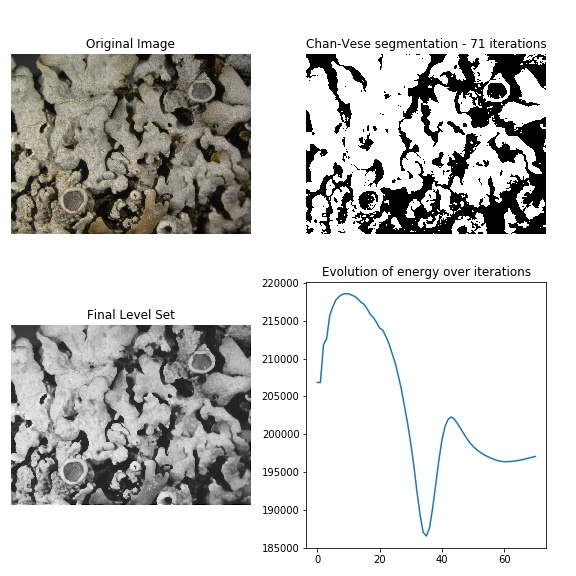 Original Image
Chan-Vese segmentation - 71 iterations
Final Level Set
Evolution of energy over iterations
220000
215000
210000
205000
200000
195000
190000
185000
0 20 40 60